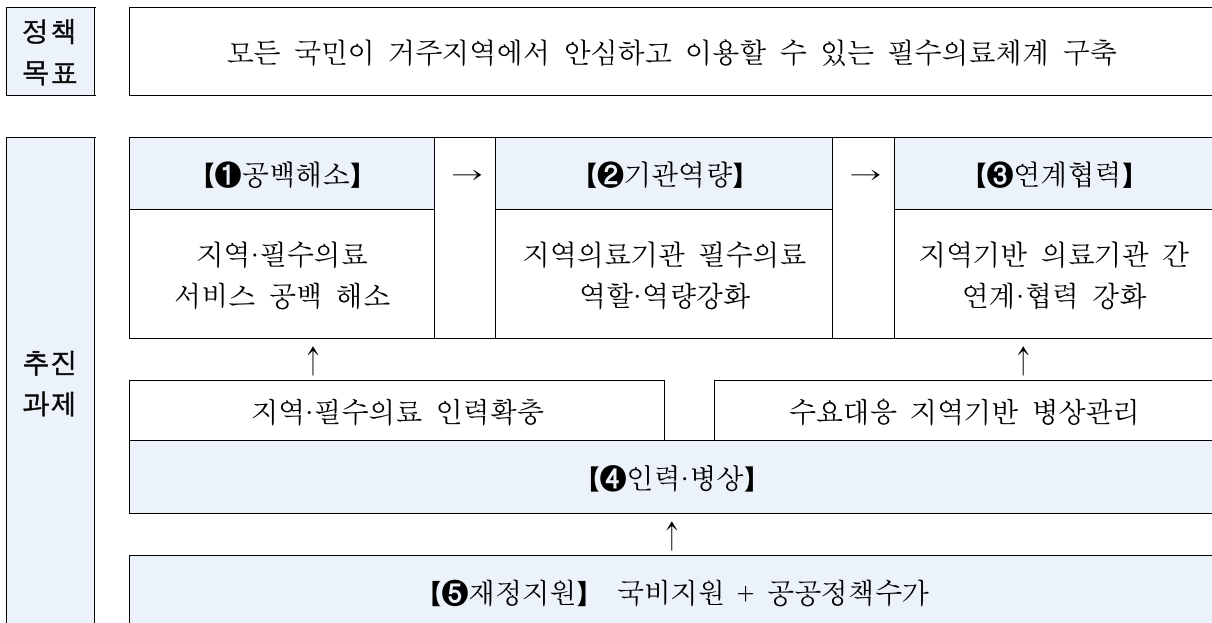 정책
목표
모든 국민이 거주지역에서 안심하고 이용할 수 있는 필수의료체계 구축
추진
과제
【❶공백해소】 → 【❷기관역량】 → 【❸연계협력】
지역·필수의료
서비스 공백 해소
지역의료기관 필수의료
역할·역량강화
지역기반 의료기관 간
연계·협력 강화
↑ ↑
지역·필수의료 인력확충
수요대응 지역기반 병상관리
【❹인력·병상】
↑
【❺재정지원】 국비지원 + 공공정책수가